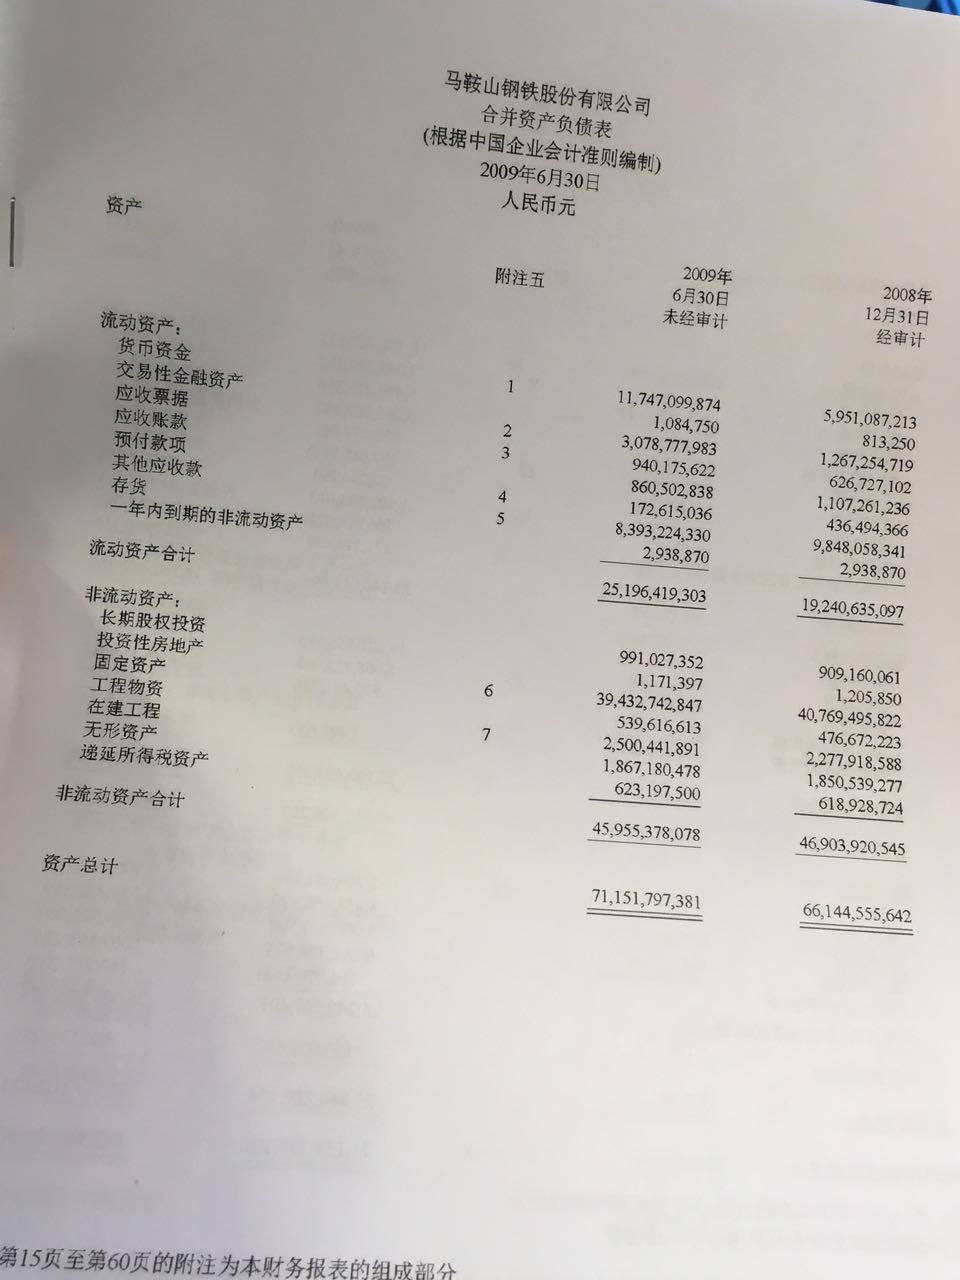 马鞍山钢铁股份有限公司
合并资产负债表
(根据中国企业会计准则编制)
2009年6月30日
人民币元
资产
附注五 2009年 2008年
6月30日 12月31日
未经审计 经审计
流动资产：
货币资金 1 11,747,099,874 5,951,087,213
交易性金融资产 1,084,750 813,250
应收票据 2 3,078,777,983 1,267,254,719
应收账款 3 940,175,622 626,727,102
预付款项 860,502,838 1,107,261,236
其他应收款 4 172,615,036 436,494,366
存货 5 8,393,224,330 9,848,058,341
一年内到期的非流动资产 2,938,870 2,938,870
流动资产合计 25,196,419,303 19,240,635,097
非流动资产：
长期股权投资 991,027,352 909,160,061
投资性房地产 1,171,397 1,205,850
固定资产 6 39,432,742,847 40,769,495,822
工程物资 539,616,613 476,672,223
在建工程 7 2,500,441,891 2,277,918,588
无形资产 1,867,180,478 1,850,539,277
递延所得税资产 623,197,500 618,928,724
非流动资产合计 45,955,378,078 46,903,920,545
资产总计 71,151,797,381 66,144,555,642
第15页至第60页的附注为本财务报表的组成部分